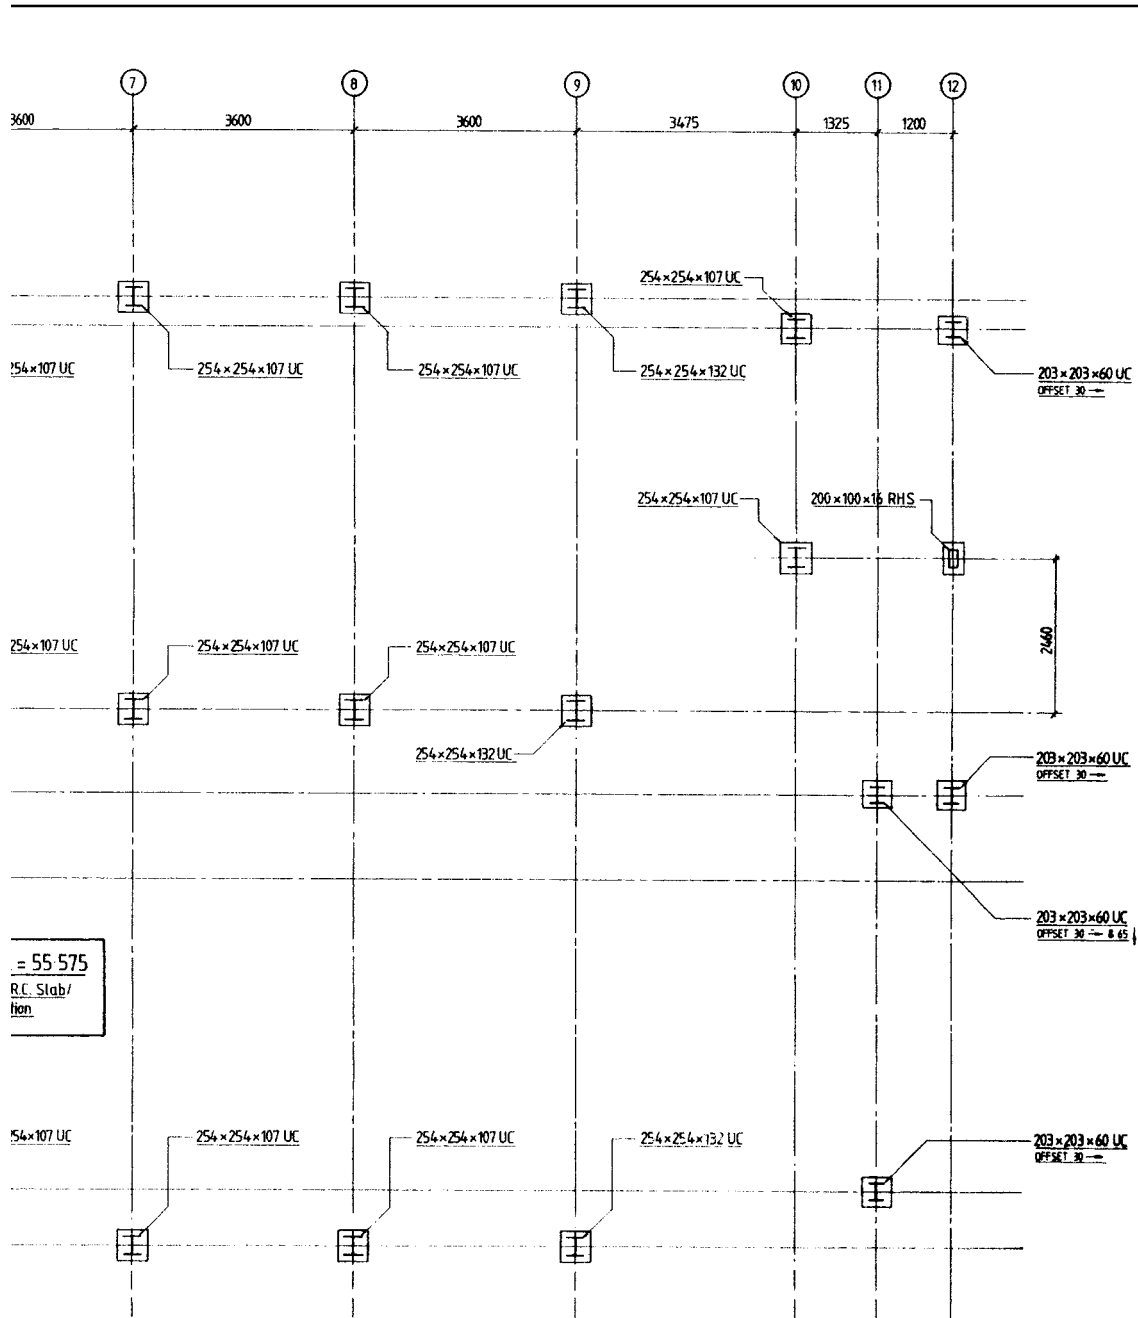 7 8 9 10 11 12
3600 3600 3600 3475 1325 1200
254×254×107 UC
254×107 UC 254×254×107 UC 254×254×107 UC 254×254×132 UC 203×203×60 UC
OFFSET 30
254×254×107 UC 200×100×16 RHS
2460
254×107 UC 254×254×107 UC 254×254×107 UC
254×254×132 UC 203×203×60 UC
OFFSET 30
203×203×60 UC
OFFSET 30 & 65
= 55·575
R.C. Slab/
254×107 UC 254×254×107 UC 254×254×107 UC 254×254×132 UC 203×203×60 UC
OFFSET 30